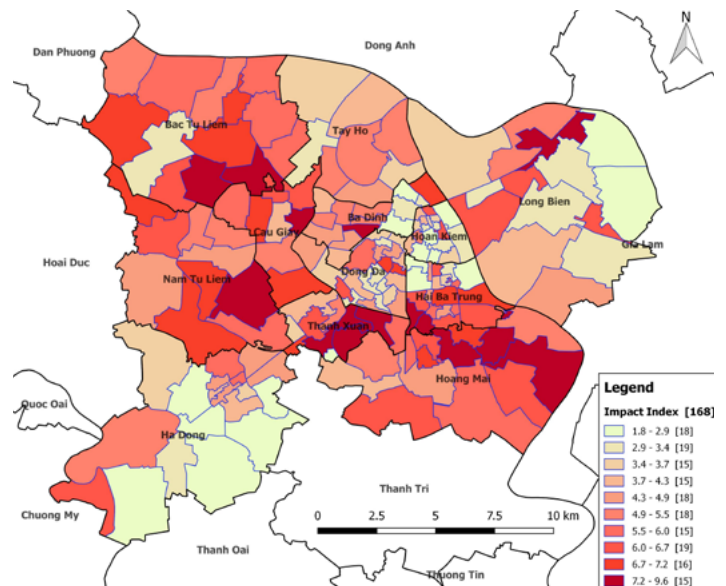 Dan Phuong
Dong Anh
N
Bac Tu Liem
Tay Ho
Long Bien
Ba Dinh
Cau Giay
Hoan Kiem
Gia Lam
Hoai Duc
Dong Da
Nam Tu Liem
Hai Ba Trung
Thanh Xuan
Hoang Mai
Quoc Oai
Ha Dong
Thanh Tri
Chuong My
0 2.5 5 7.5 10 km
Thanh Oai
Thuong Tin
Legend
Impact Index [168]
1.8 - 2.9 [18]
2.9 - 3.4 [19]
3.4 - 3.7 [15]
3.7 - 4.3 [15]
4.3 - 4.9 [18]
4.9 - 5.5 [18]
5.5 - 6.0 [15]
6.0 - 6.7 [19]
6.7 - 7.2 [16]
7.2 - 9.6 [15]